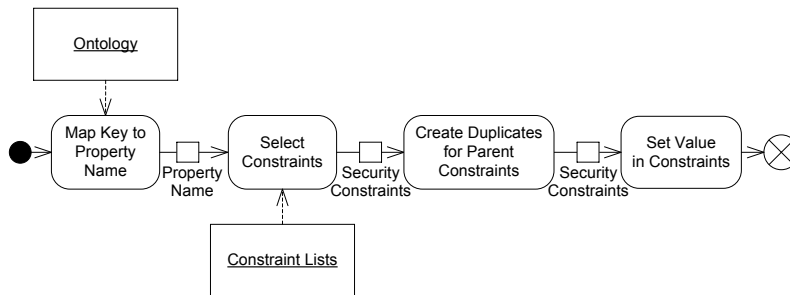 Ontology
Map Key to
Property
Name
Property
Name
Select
Constraints
Security
Constraints
Create Duplicates
for Parent
Constraints
Security
Constraints
Set Value
in Constraints
Constraint Lists